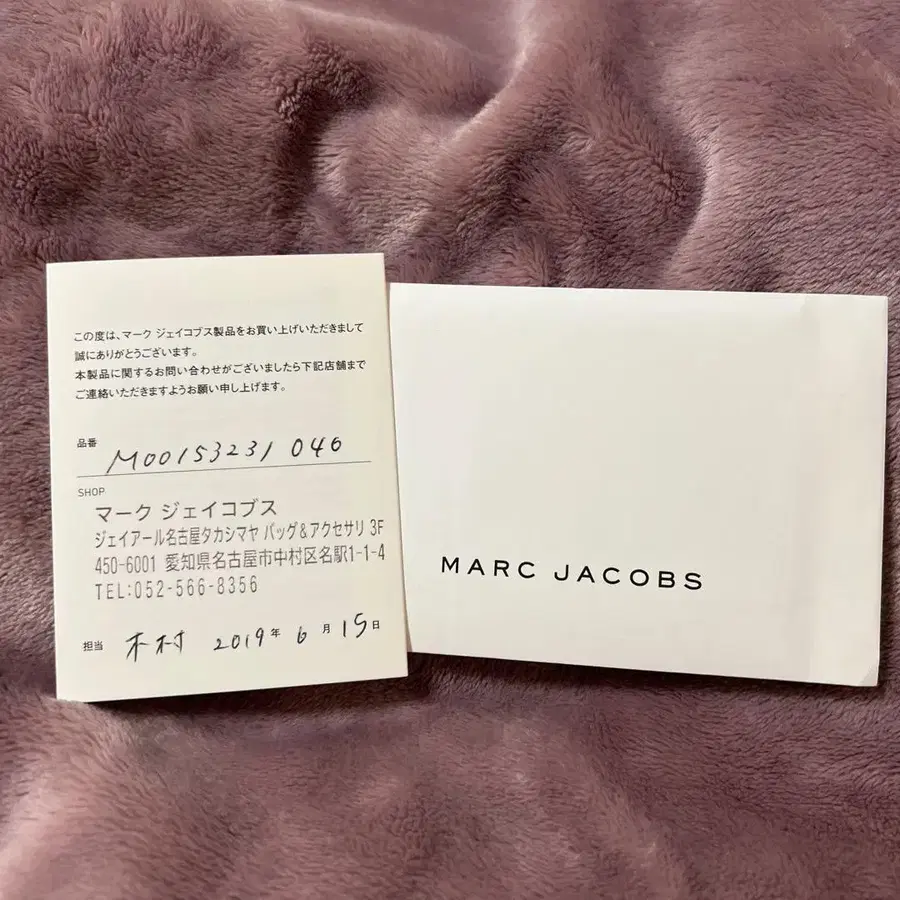 この度は、マーク ジェイコブス製品をお買い上げいただきまして
誠にありがとうございます。
本製品に関するお問い合わせがございましたら下記店舗まで
ご連絡いただきますようお願い申し上げます。
品番 M00153231 046
SHOP
マーク ジェイコブス
ジェイアール名古屋タカシマヤ バッグ&アクセサリ 3F
450-6001 愛知県名古屋市中村区名駅1-1-4
TEL:052-566-8356
担当 木村 2019年 6月 15日
MARC JACOBS